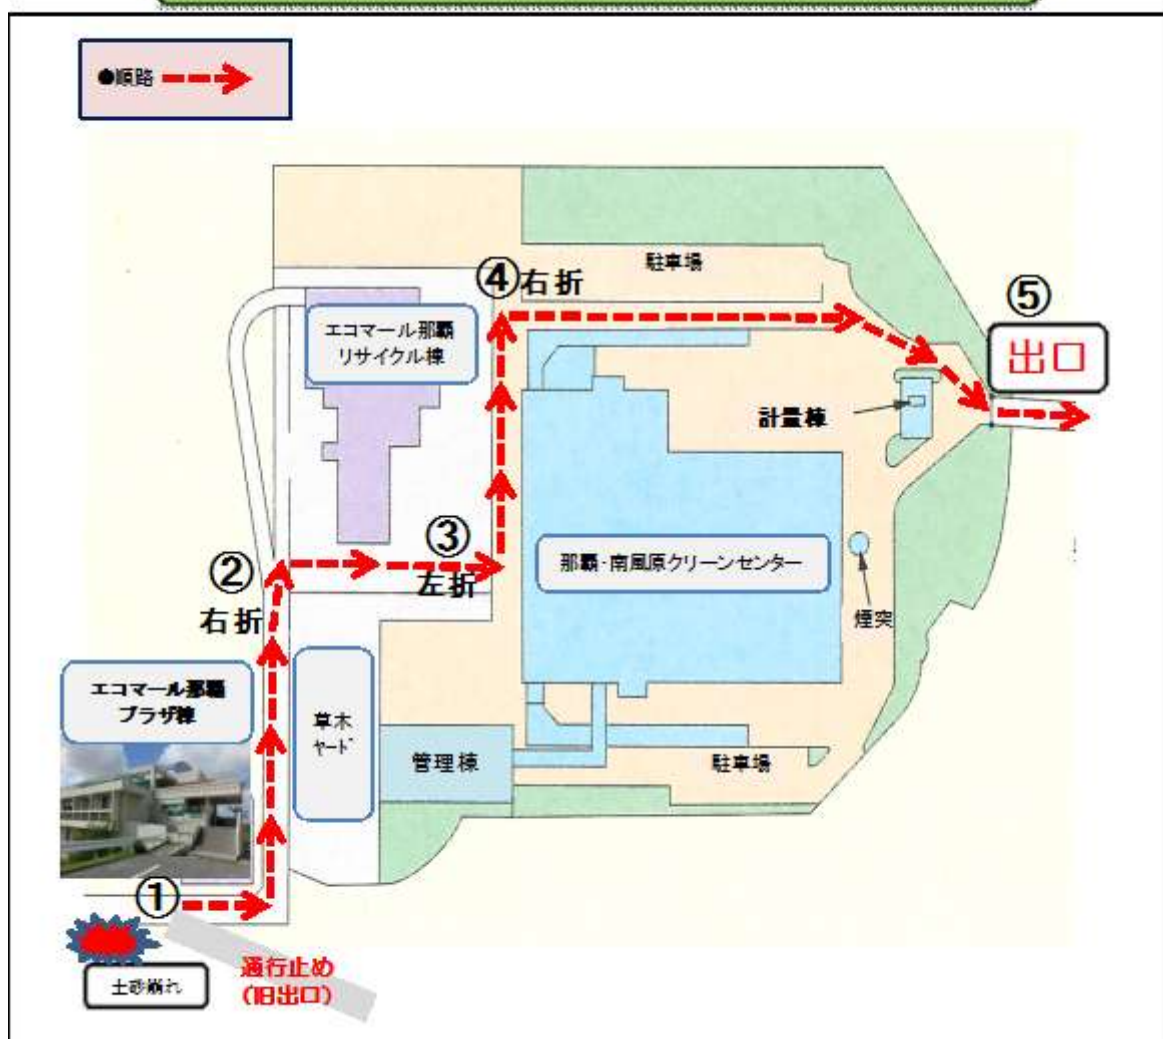 ●順路
駐車場
④右折
⑤
出口
エコマール那覇
リサイクル棟
計量棟
③
左折
②
右折
那覇・南風原クリーンセンター
煙突
エコマール那覇
プラザ棟
草木
ヤード
管理棟
駐車場
①
土砂崩れ
通行止め
(旧出口)